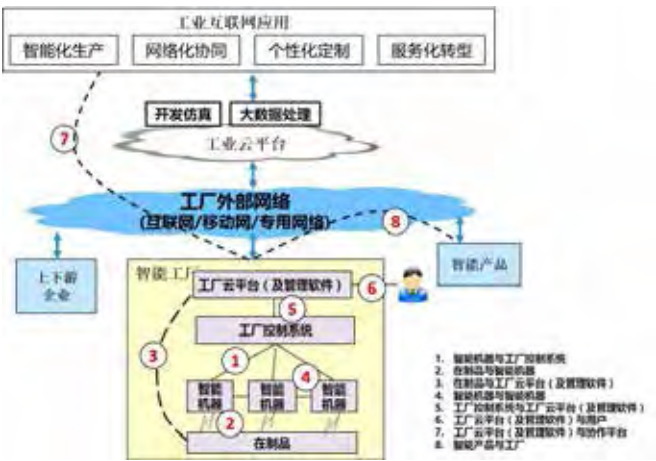 工业互联网应用
智能化生产
网络化协同
个性化定制
服务化转型
开发仿真
大数据处理
工业云平台
7
工厂外部网络
(互联网/移动网/专用网络)
8
上下游
企业
智能产品
智能工厂
工厂云平台（及管理软件）
6
5
工厂控制系统
3
1
4
智能
机器
智能
机器
智能
机器
2
在制品
1. 智能机器与工厂控制系统
2. 在制品与智能机器
3. 在制品与工厂云平台（及管理软件）
4. 智能机器与智能机器
5. 工厂控制系统与工厂云平台（及管理软件）
6. 工厂云平台（及管理软件）与用户
7. 工厂云平台（及管理软件）与协作平台
8. 智能产品与工厂